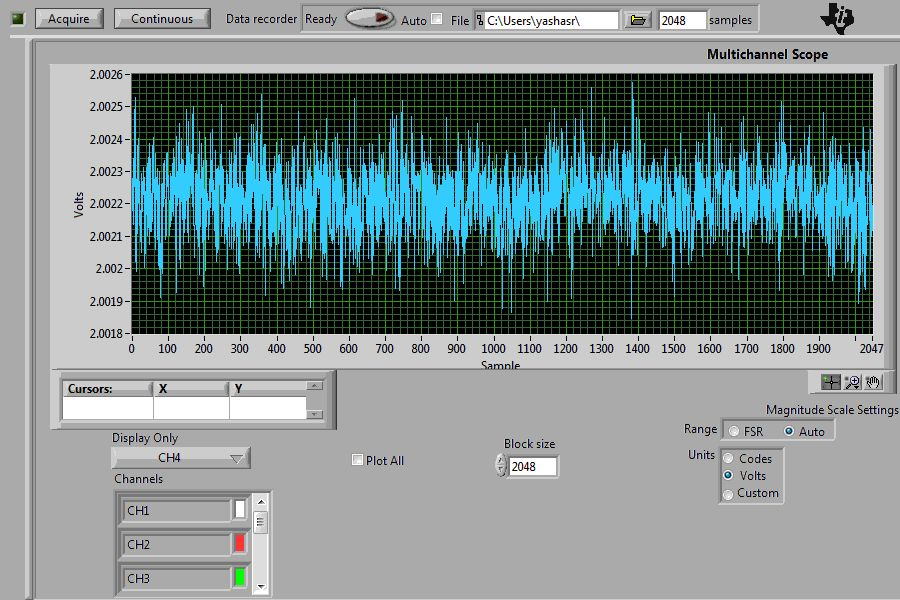 Acquire Continuous Data recorder Ready Auto File C:\Users\yashasr\ 2048 samples
Multichannel Scope
2.0026
2.0025
2.0024
2.0023
2.0022
2.0021
2.002
2.0019
2.0018
Volts
0 100 200 300 400 500 600 700 800 900 1000 1100 1200 1300 1400 1500 1600 1700 1800 1900 2047
Sample
Cursors: X Y
Magnitude Scale Settings
Range FSR Auto
Units Codes
Volts
Custom
Display Only
CH4
Plot All
Block size
2048
Channels
CH1
CH2
CH3